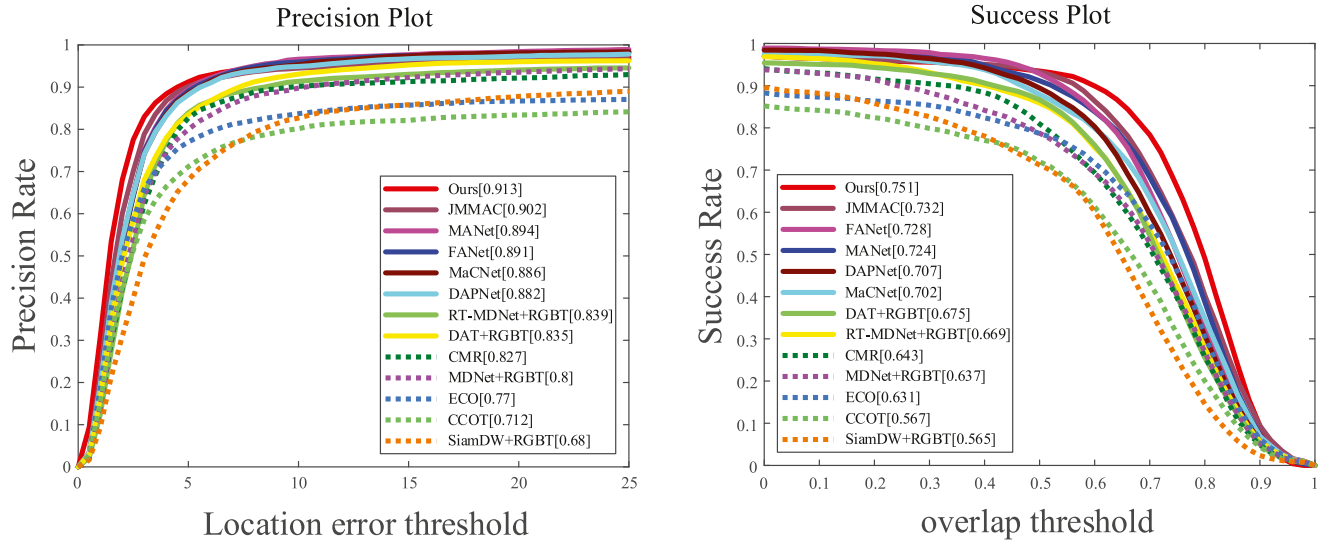 Precision Plot
Precision Rate
1
0.9
0.8
0.7
0.6
0.5
0.4
0.3
0.2
0.1
0
Ours[0.913]
JMMAC[0.902]
MANet[0.894]
FANet[0.891]
MaCNet[0.886]
DAPNet[0.882]
RT-MDNet+RGBT[0.839]
DAT+RGBT[0.835]
CMR[0.827]
MDNet+RGBT[0.8]
ECO[0.77]
CCOT[0.712]
SiamDW+RGBT[0.68]
0 5 10 15 20 25
Location error threshold
Success Plot
Success Rate
1
0.9
0.8
0.7
0.6
0.5
0.4
0.3
0.2
0.1
0
Ours[0.751]
JMMAC[0.732]
FANet[0.728]
MANet[0.724]
DAPNet[0.707]
MaCNet[0.702]
DAT+RGBT[0.675]
RT-MDNet+RGBT[0.669]
CMR[0.643]
MDNet+RGBT[0.637]
ECO[0.631]
CCOT[0.567]
SiamDW+RGBT[0.565]
0 0.1 0.2 0.3 0.4 0.5 0.6 0.7 0.8 0.9 1
overlap threshold